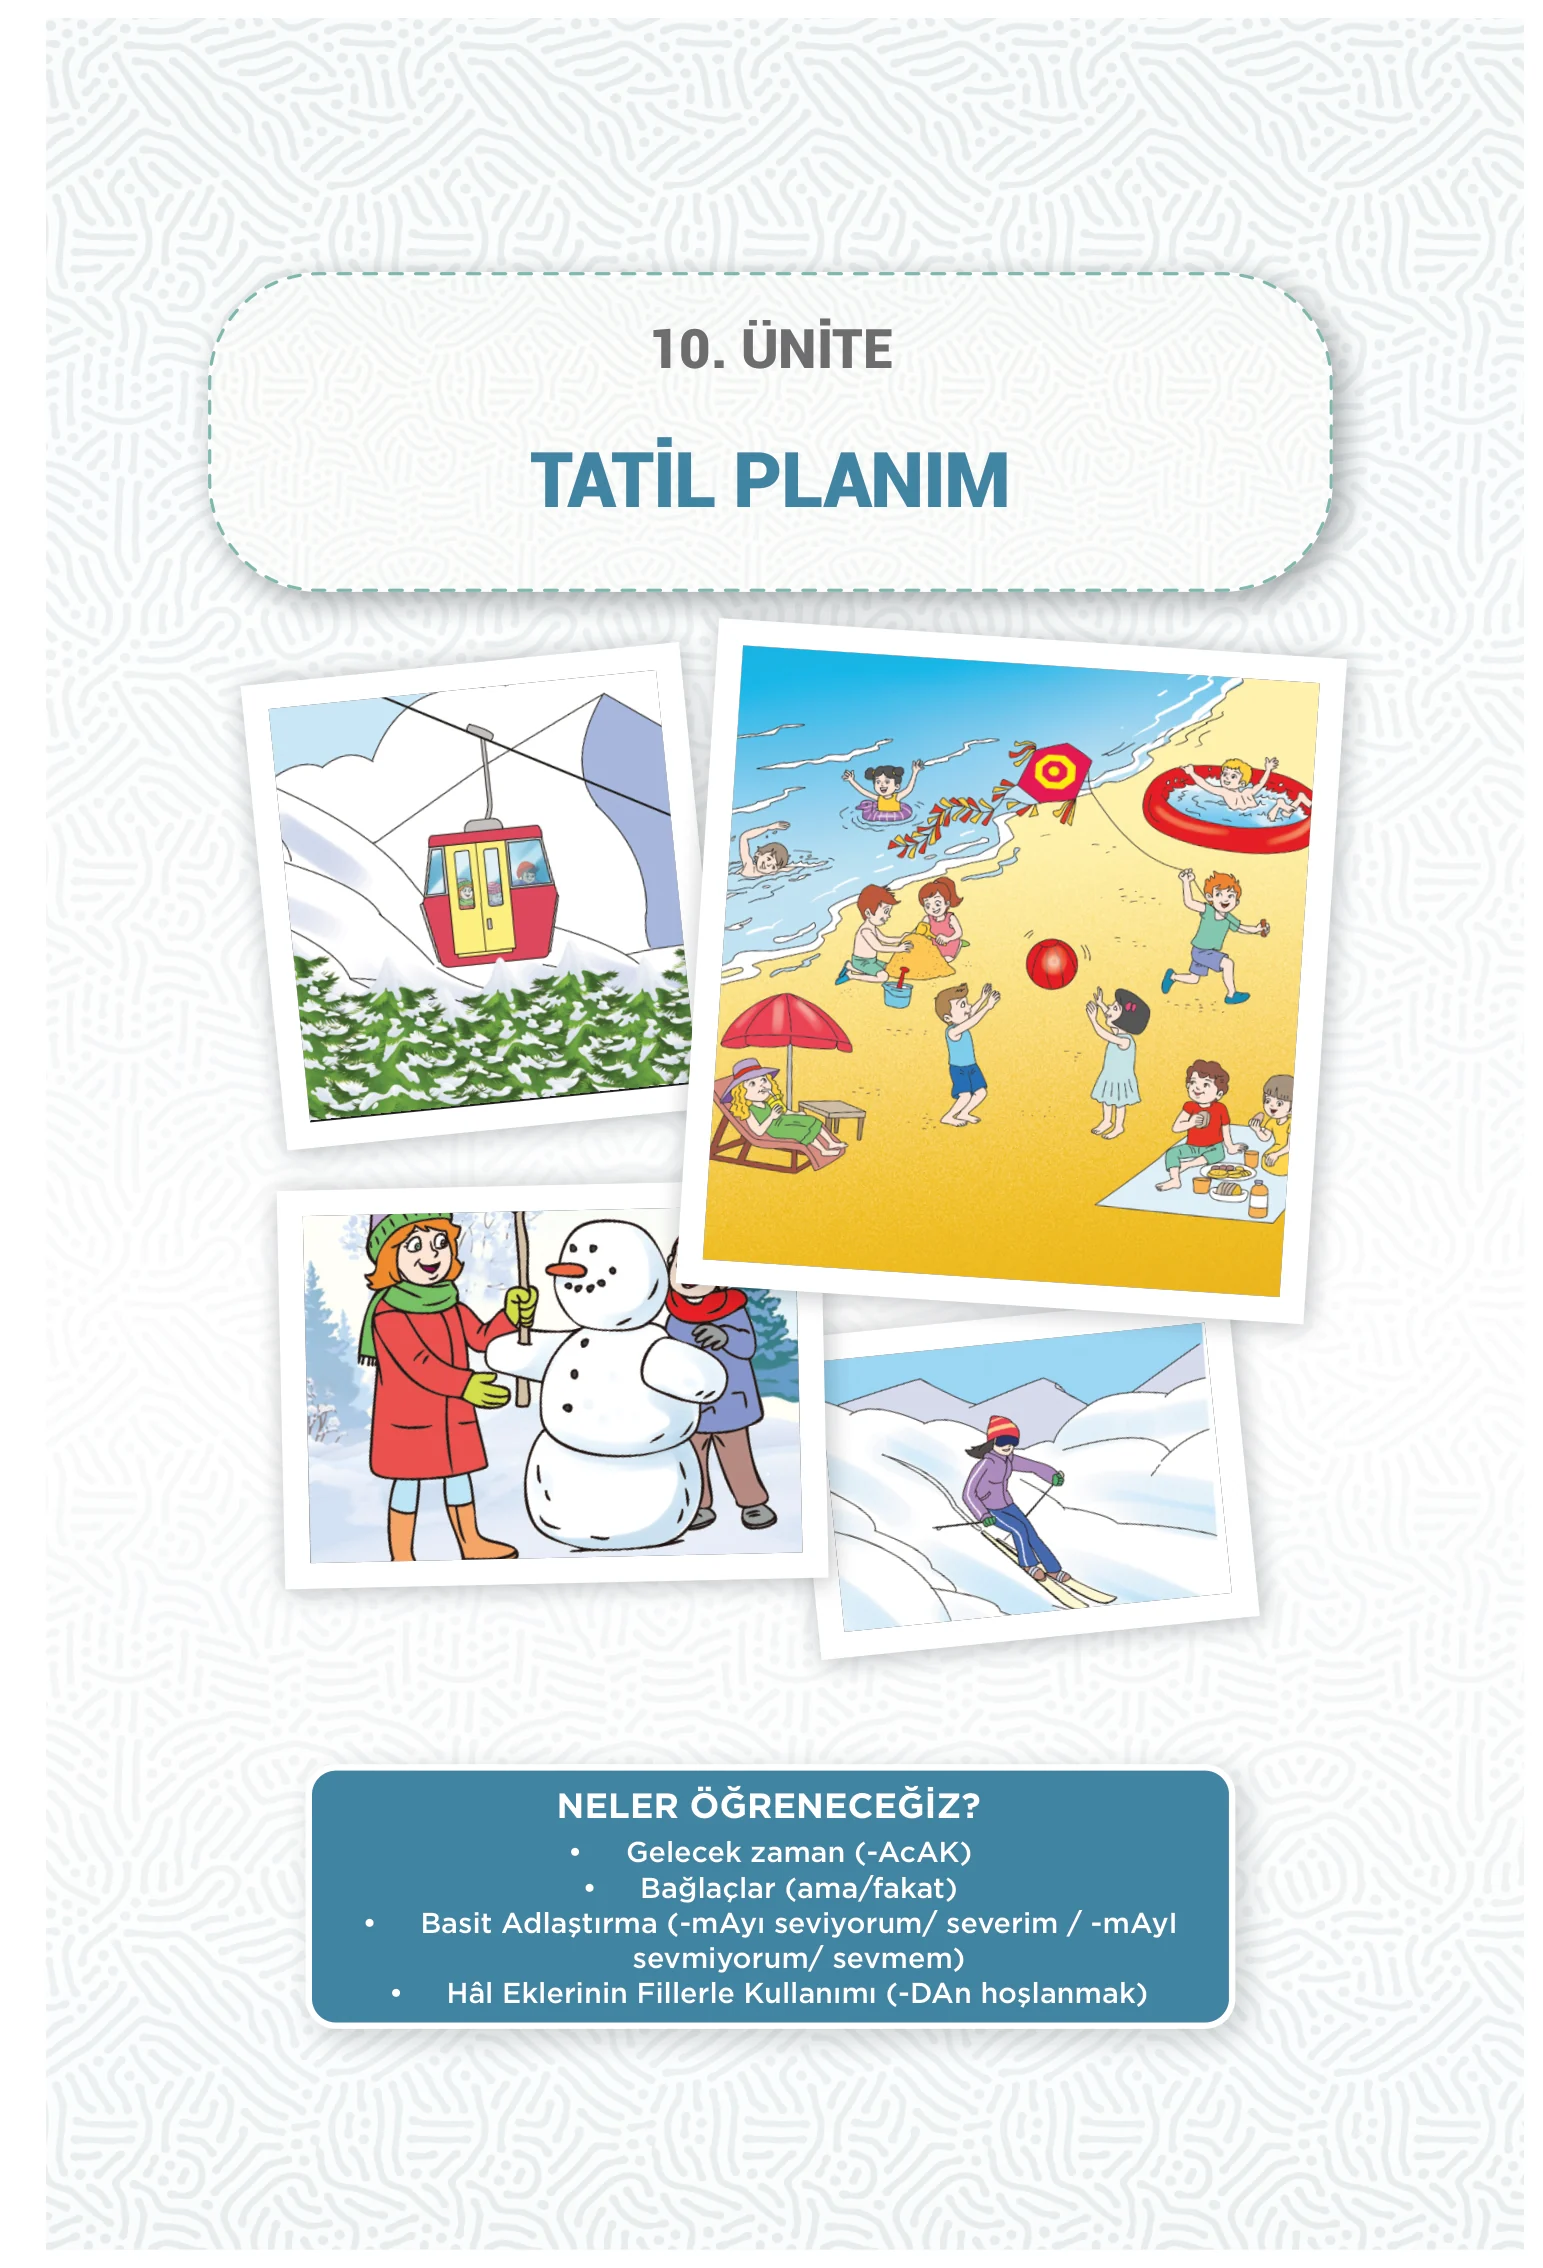 10. ÜNİTE
TATİL PLANIM
NELER ÖĞRENECEĞİZ?
• Gelecek zaman (-AcAK)
• Bağlaçlar (ama/fakat)
• Basit Adlaştırma (-mAyı seviyorum/ severim / -mAyI
sevmiyorum/ sevmem)
• Hâl Eklerinin Fillerle Kullanımı (-DAn hoşlanmak)